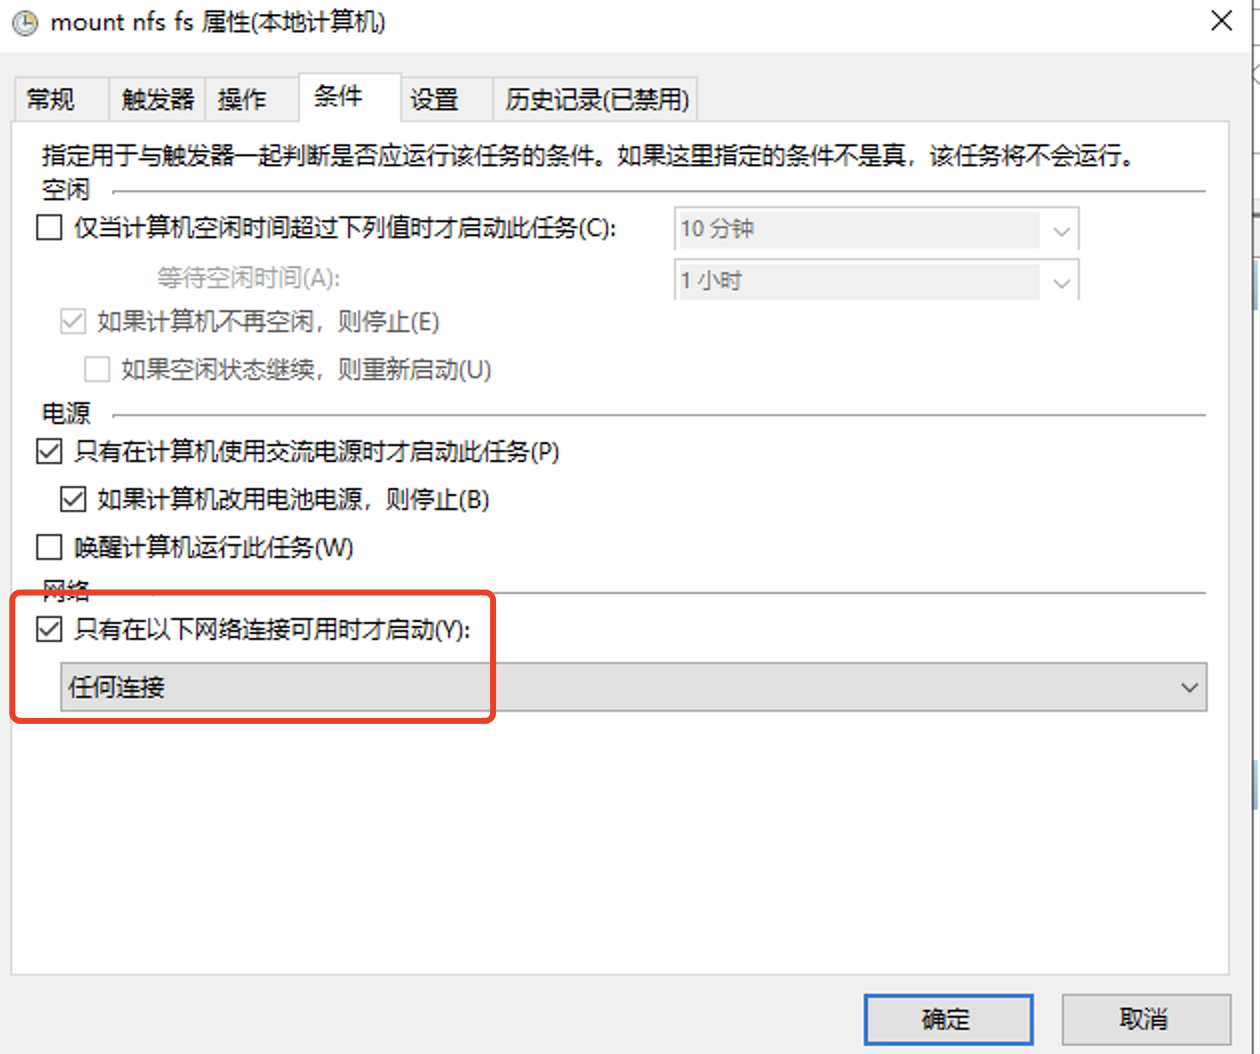 mount nfs fs 属性(本地计算机)
常规 触发器 操作 条件 设置 历史记录(已禁用)
指定用于与触发器一起判断是否应运行该任务的条件。如果这里指定的条件不是真，该任务将不会运行。
空闲
仅当计算机空闲时间超过下列值时才启动此任务(C): 10 分钟
等待空闲时间(A): 1 小时
如果计算机不再空闲，则停止(E)
如果空闲状态继续，则重新启动(U)
电源
只有在计算机使用交流电源时才启动此任务(P)
如果计算机改用电池电源，则停止(B)
唤醒计算机运行此任务(W)
网络
只有在以下网络连接可用时才启动(Y):
任何连接
确定 取消